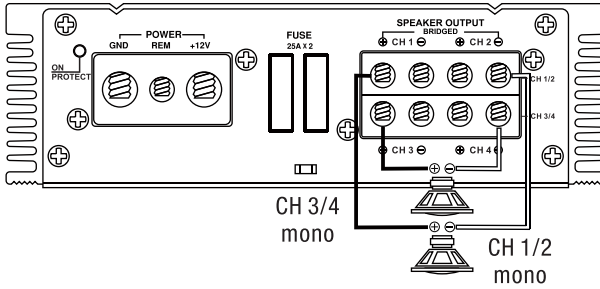 POWER
GND REM +12V
ON
PROTECT
FUSE
25A X 2
SPEAKER OUTPUT
BRIDGED
⊕ CH 1 ⊖ ⊕ CH 2 ⊖
CH 1/2
CH 3/4
⊕ CH 3 ⊖ ⊕ CH 4 ⊖
⊕ ⊖
CH 3/4
mono
⊕ ⊖
CH 1/2
mono